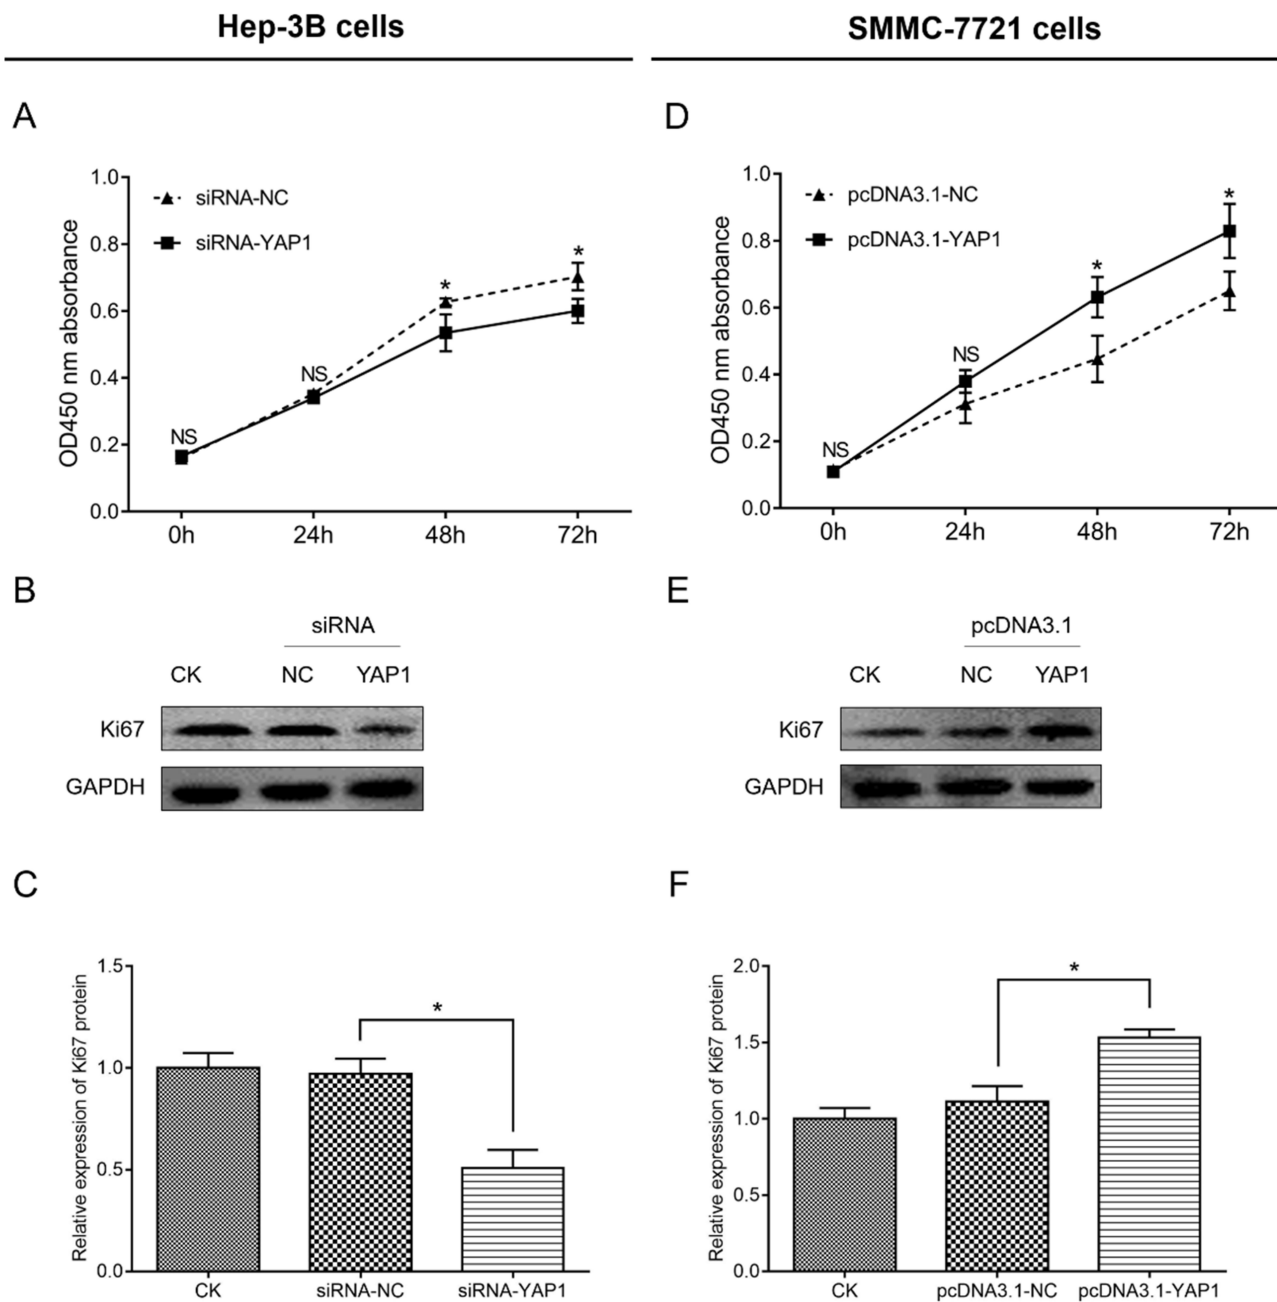 Hep-3B cells
SMMC-7721 cells
A
OD450 nm absorbance
1.0
0.8
0.6
0.4
0.2
0.0
siRNA-NC
siRNA-YAP1
NS
NS
*
*
0h 24h 48h 72h
D
OD450 nm absorbance
1.0
0.8
0.6
0.4
0.2
0.0
pcDNA3.1-NC
pcDNA3.1-YAP1
NS
NS
*
*
0h 24h 48h 72h
B
siRNA
CK NC YAP1
Ki67
GAPDH
E
pcDNA3.1
CK NC YAP1
Ki67
GAPDH
C
Relative expression of Ki67 protein
1.5
1.0
0.5
0.0
*
CK siRNA-NC siRNA-YAP1
F
Relative expression of Ki67 protein
2.0
1.5
1.0
0.5
0.0
*
CK pcDNA3.1-NC pcDNA3.1-YAP1